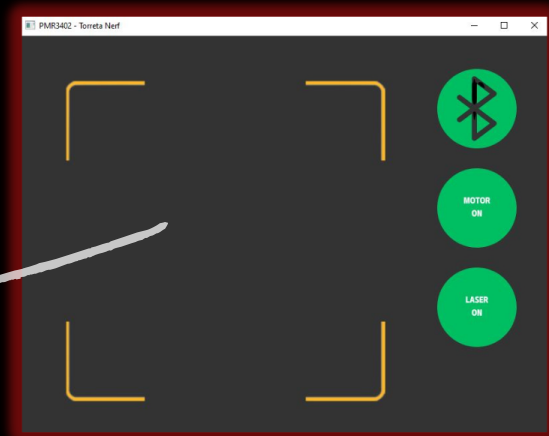 PMR3402 - Torreta Nerf
MOTOR
ON
LASER
ON